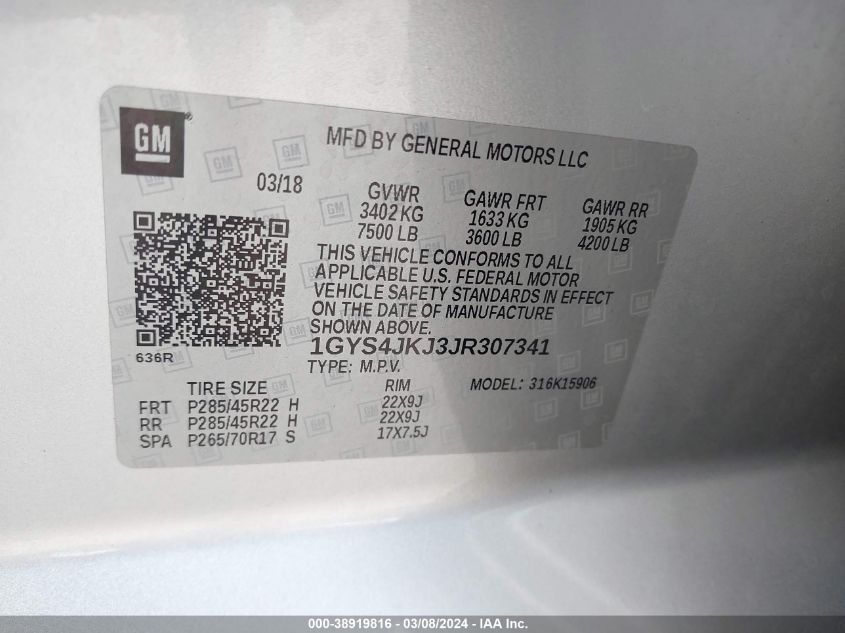 GM
MFD BY GENERAL MOTORS LLC
03/18
GVWR
3402 KG
7500 LB
GAWR FRT
1633 KG
3600 LB
GAWR RR
1905 KG
4200 LB
THIS VEHICLE CONFORMS TO ALL
APPLICABLE U.S. FEDERAL MOTOR
VEHICLE SAFETY STANDARDS IN EFFECT
ON THE DATE OF MANUFACTURE
SHOWN ABOVE.
636R
1GYS4JKJ3JR307341
TYPE: M.P.V.
MODEL: 316K15906
TIRE SIZE RIM
FRT P285/45R22 H 22X9J
RR P285/45R22 H 22X9J
SPA P265/70R17 S 17X7.5J
000-38919816 - 03/08/2024 - IAA Inc.